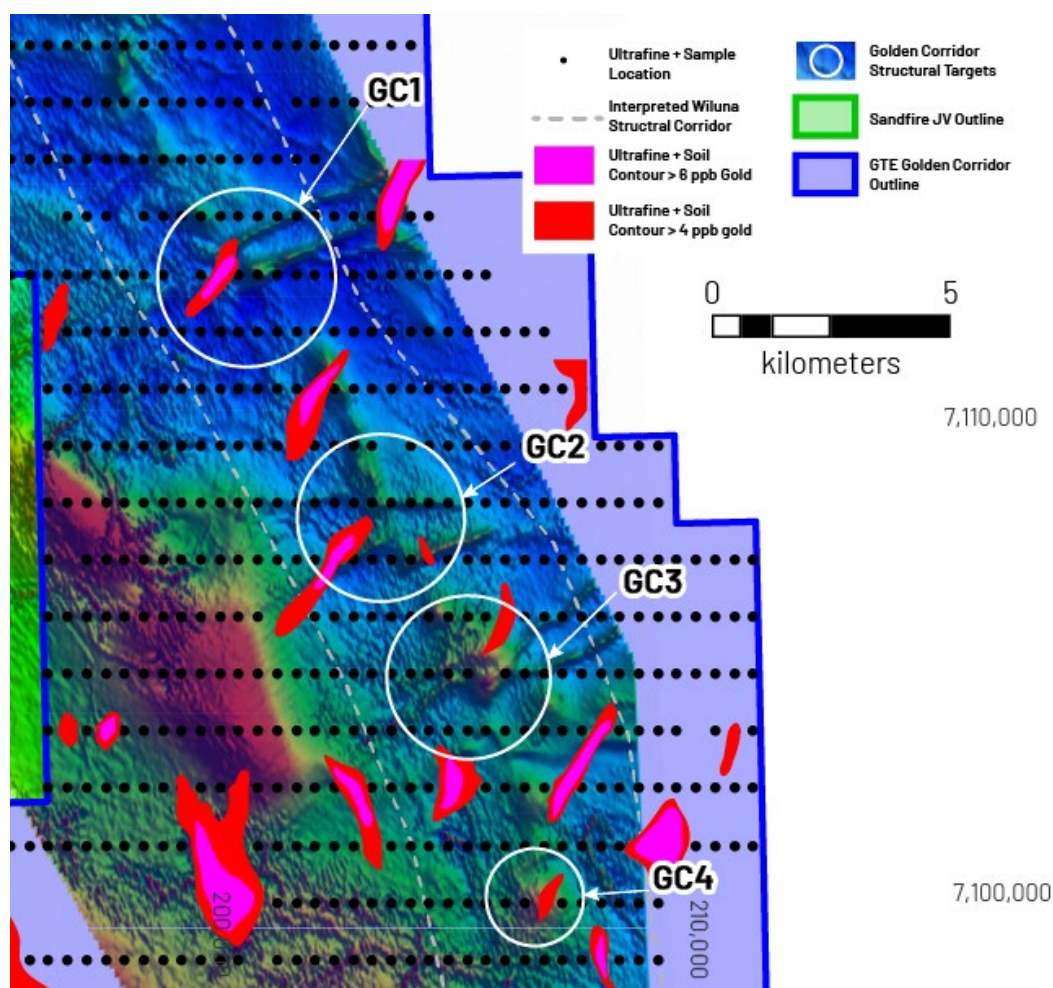 GC1
Ultrafine + Sample
Location
Interpreted Wiluna
Structral Corridor
Ultrafine + Soil
Contour > 6 ppb Gold
Ultrafine + Soil
Contour > 4 ppb gold
Golden Corridor
Structural Targets
Sandfire JV Outline
GTE Golden Corridor
Outline
0 5
kilometers
7,110,000
GC2
GC3
GC4
7,100,000
210,000